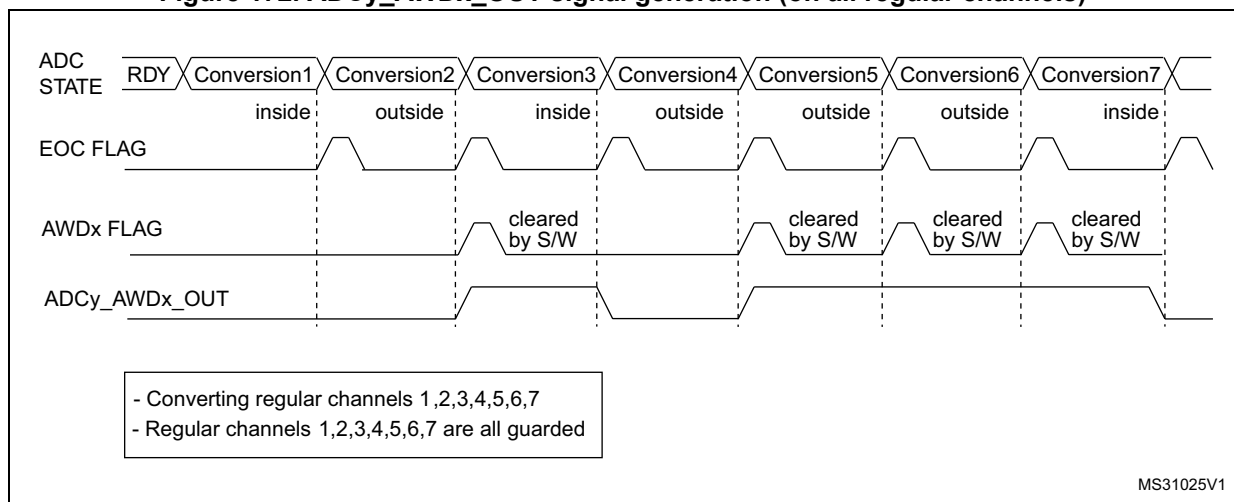 ADC
STATE
RDY Conversion1 Conversion2 Conversion3 Conversion4 Conversion5 Conversion6 Conversion7
inside outside inside outside outside outside inside
EOC FLAG
AWDx FLAG
cleared
by S/W
cleared
by S/W
cleared
by S/W
cleared
by S/W
ADCy_AWDx_OUT
- Converting regular channels 1,2,3,4,5,6,7
- Regular channels 1,2,3,4,5,6,7 are all guarded
MS31025V1